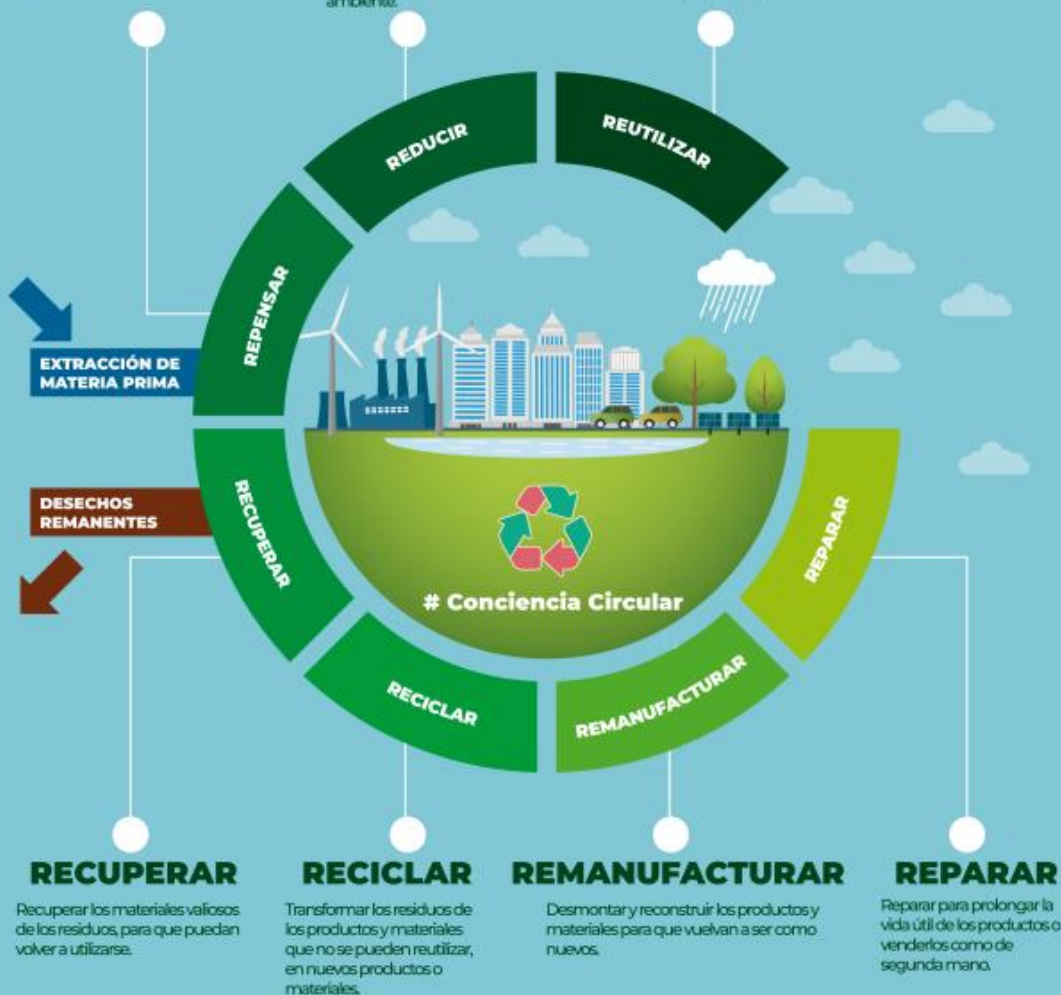 ambiente.
REDUCIR
REUTILIZAR
REPENSAR
EXTRACCIÓN DE
MATERIA PRIMA
DESECHOS
REMANENTES
RECUPERAR
REPARAR
# Conciencia Circular
RECICLAR
REMANUFACTURAR
RECUPERAR
Recuperar los materiales valiosos
de los residuos, para que puedan
volver a utilizarse.
RECICLAR
Transformar los residuos de
los productos y materiales
que no se pueden reutilizar,
en nuevos productos o
materiales.
REMANUFACTURAR
Desmontar y reconstruir los productos y
materiales para que vuelvan a ser como
nuevos.
REPARAR
Reparar para prolongar la
vida útil de los productos o
venderlos como de
segunda mano.